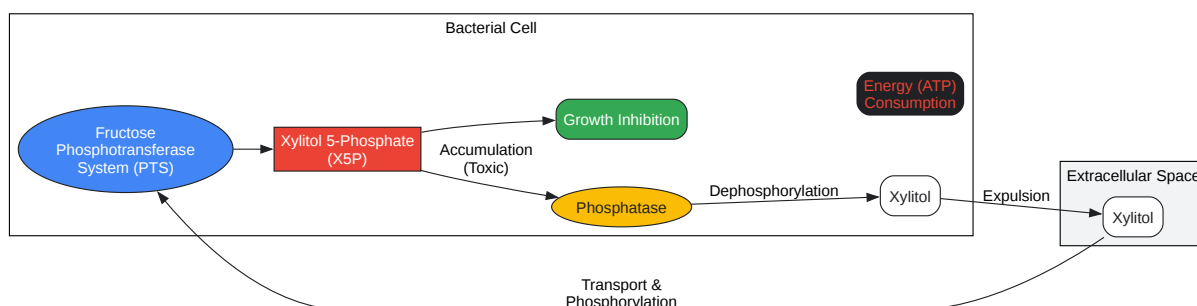 Bacterial Cell
Energy (ATP)
Consumption
Fructose
Phosphotransferase
System (PTS)
Xylitol 5-Phosphate
(X5P)
Growth Inhibition
Accumulation
(Toxic)
Phosphatase
Dephosphorylation
Xylitol
Expulsion
Extracellular Space
Xylitol
Transport &
Phosphorylation